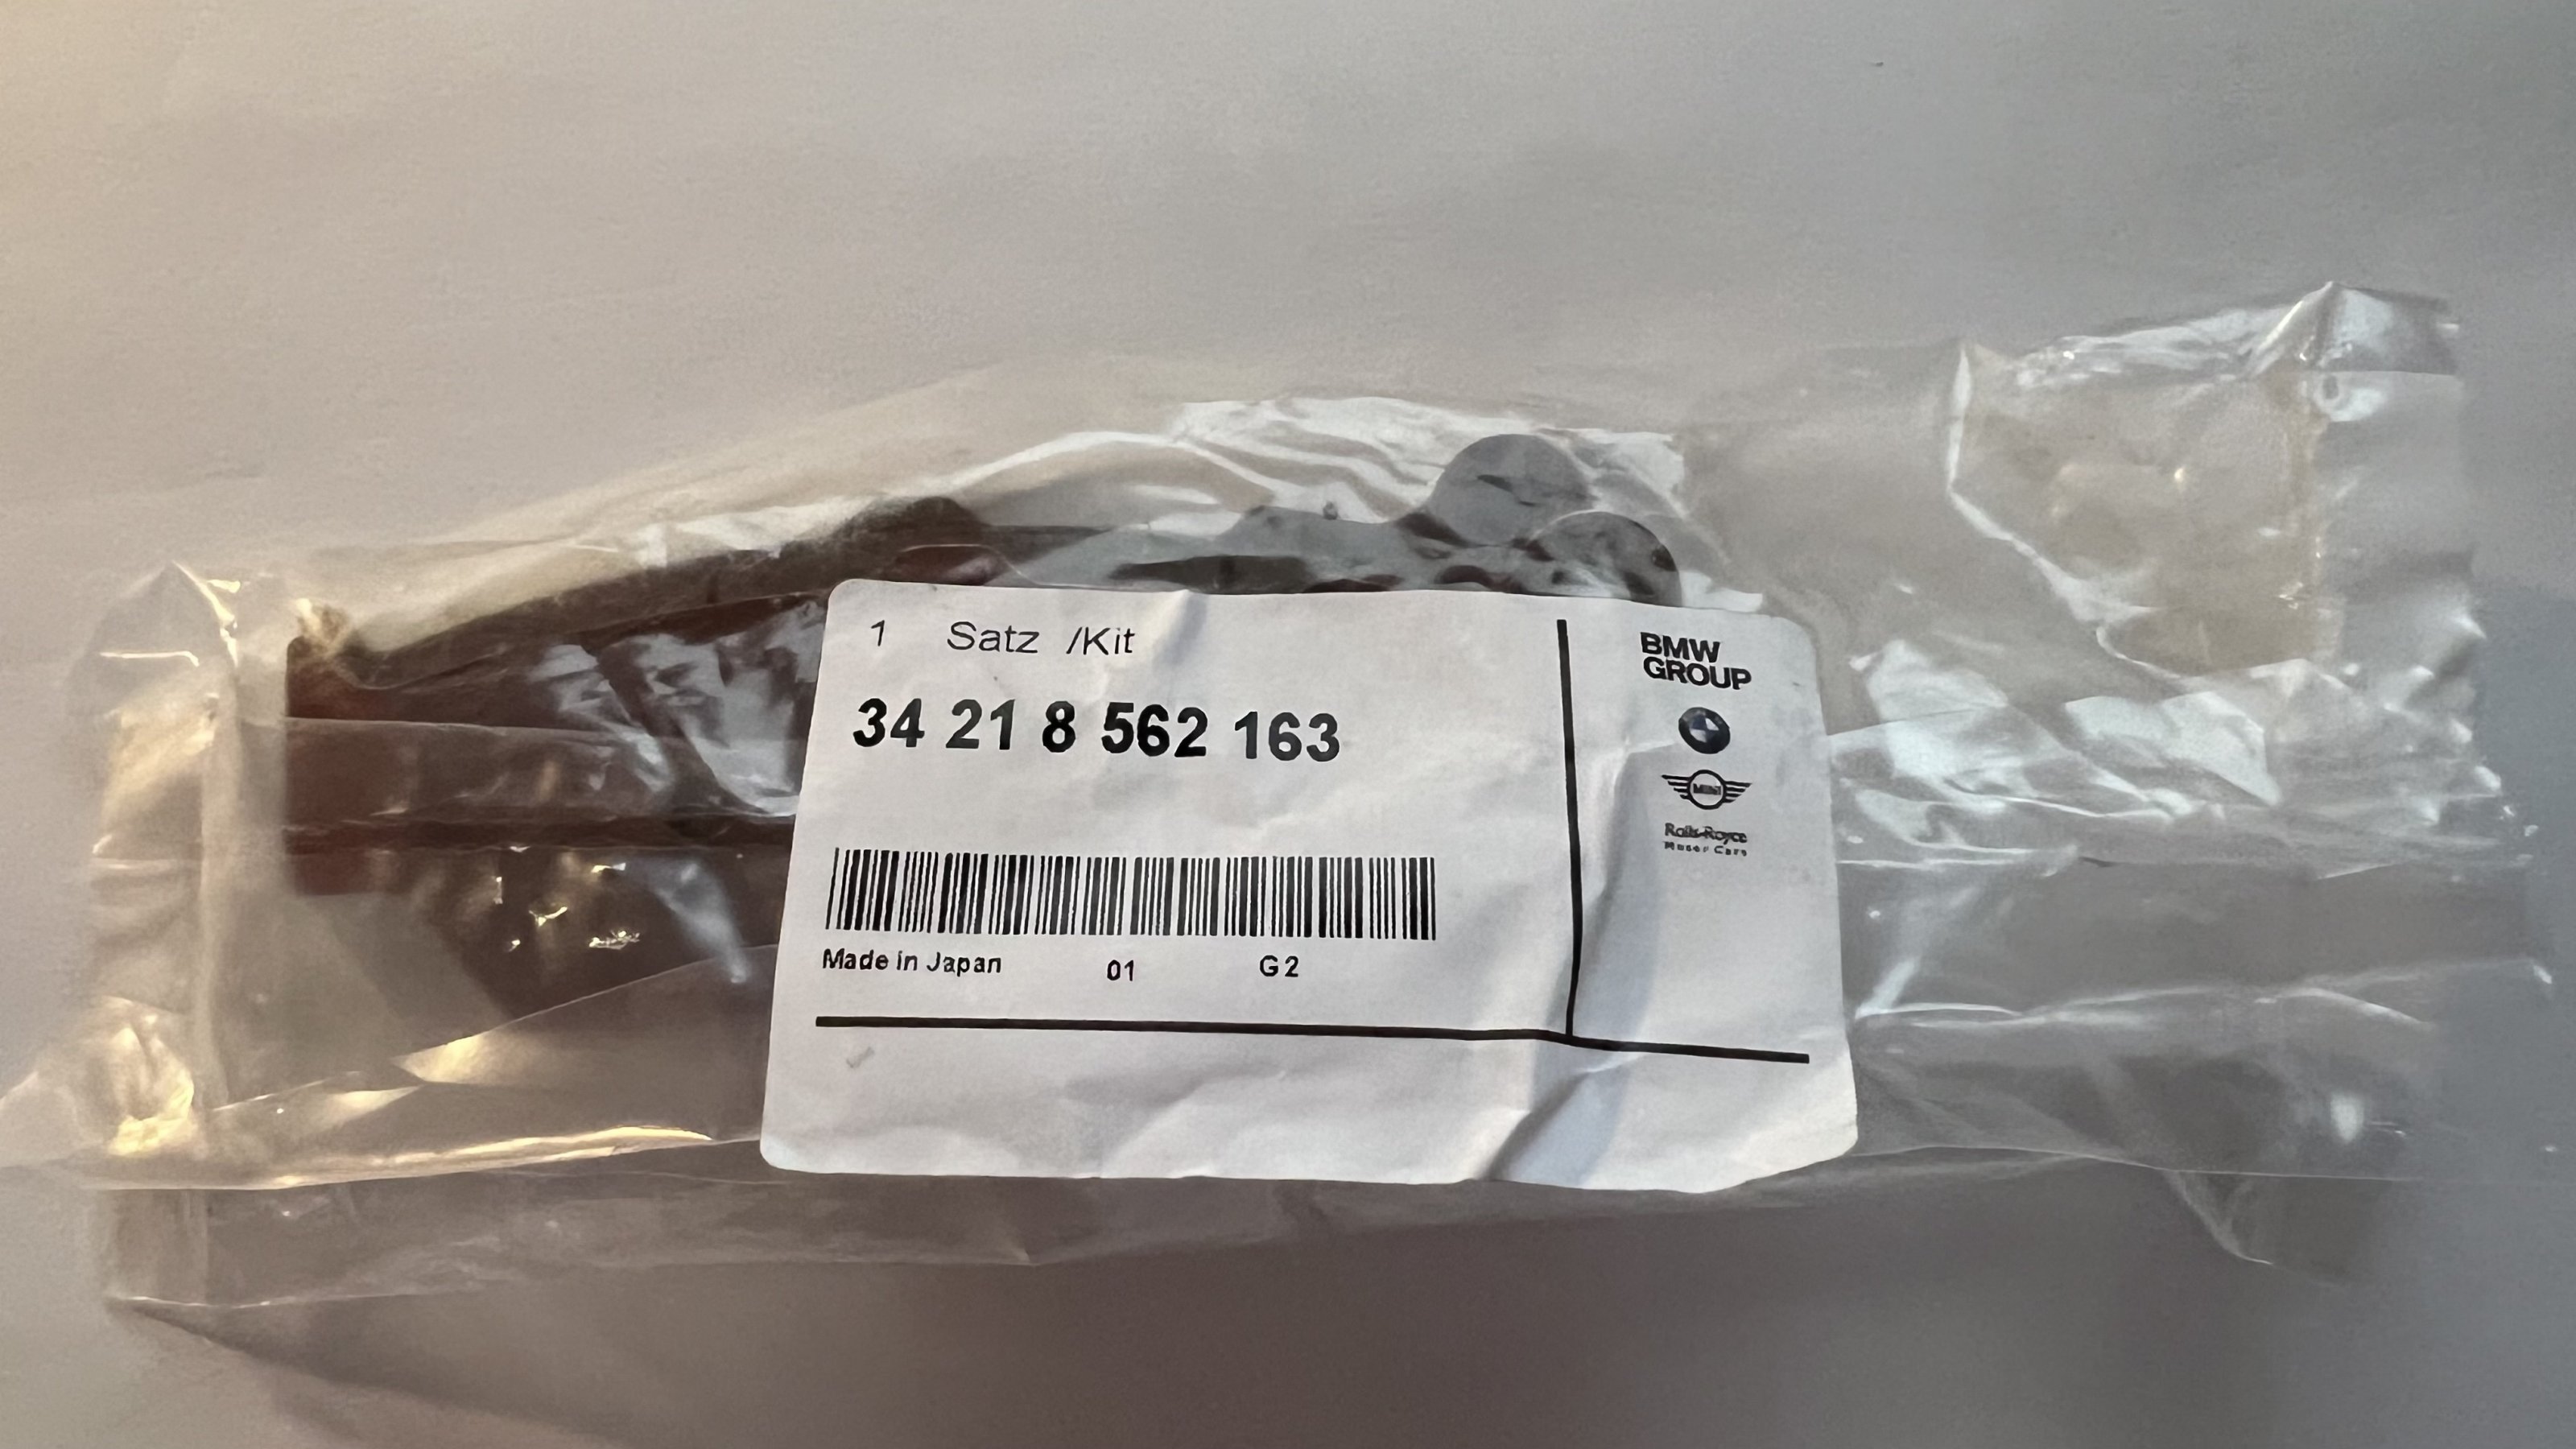 1 Satz /Kit
34 21 8 562 163
Made in Japan 01 G2
BMW
GROUP
MINI
Rolls-Royce
Motor Cars